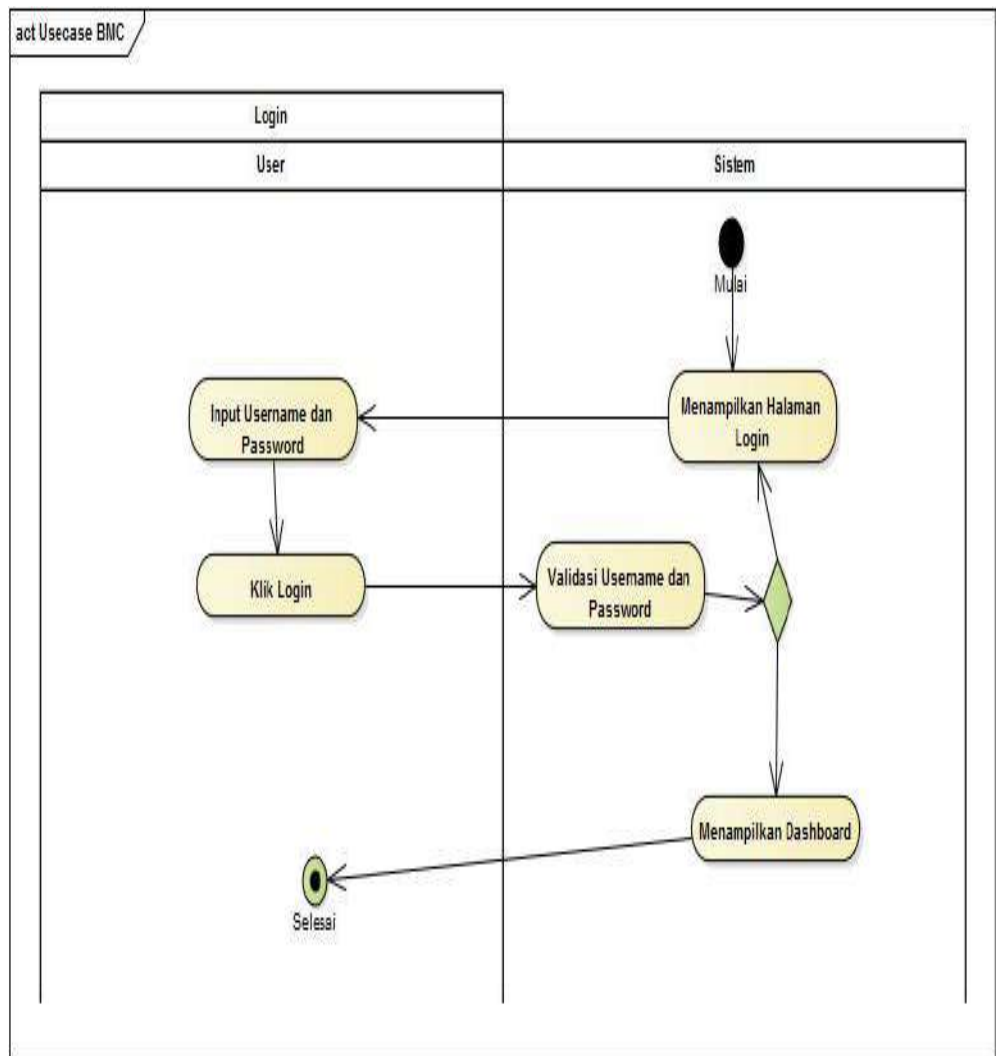 act Usecase BMC
Login
User
Sistem
Mulai
Menampilkan Halaman
Login
Input Username dan
Password
Klik Login
Validasi Username dan
Password
Menampilkan Dashboard
Selesai